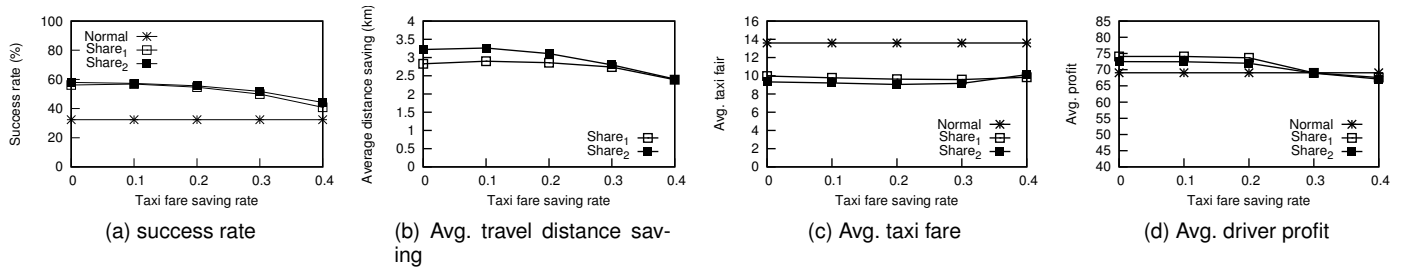 100
80
60
40
20
0
Success rate (%)
Normal
Share1
Share2
0 0.1 0.2 0.3 0.4
Taxi fare saving rate
(a) success rate
4
3.5
3
2.5
2
1.5
1
0.5
0
Average distance saving (km)
Share1
Share2
0 0.1 0.2 0.3 0.4
Taxi fare saving rate
(b) Avg. travel distance sav-
ing
16
14
12
10
8
6
4
2
0
Avg. taxi fair
Normal
Share1
Share2
0 0.1 0.2 0.3 0.4
Taxi fare saving rate
(c) Avg. taxi fare
85
80
75
70
65
60
55
50
45
40
Avg. profit
Normal
Share1
Share2
0 0.1 0.2 0.3 0.4
Taxi fare saving rate
(d) Avg. driver profit